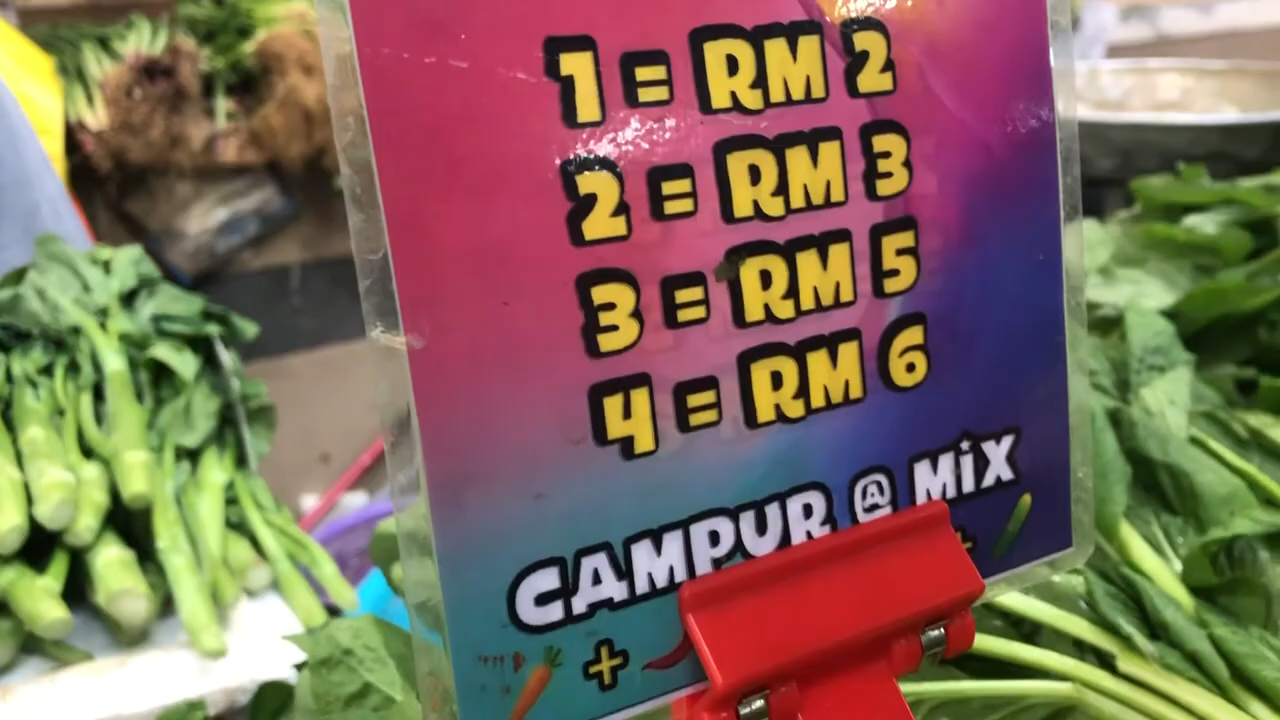 1 = RM 2
2 = RM 3
3 = RM 5
4 = RM 6
CAMPUR @ MiX
+ +